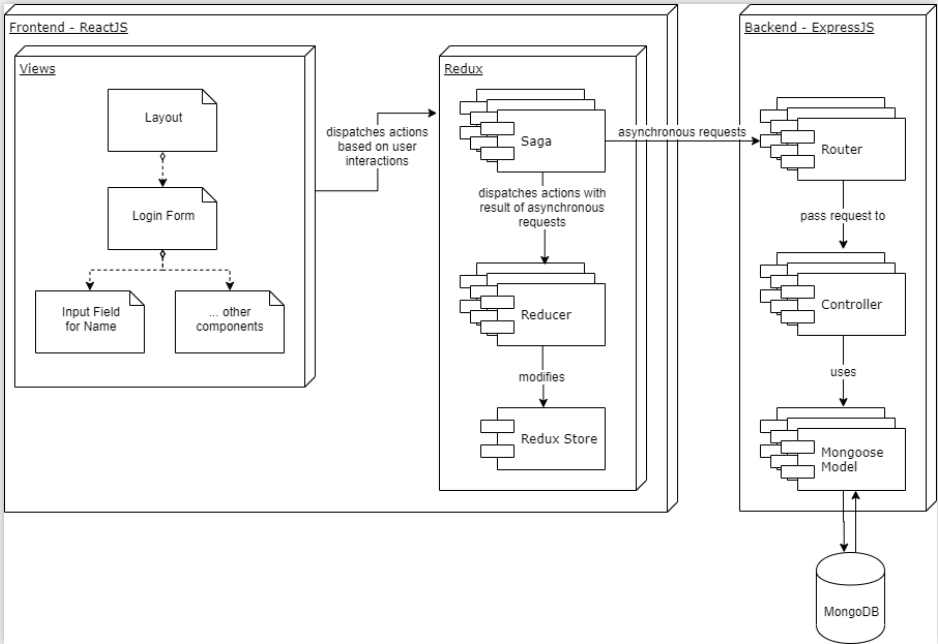 Frontend - ReactJS
Views
Layout
Login Form
Input Field
for Name
... other
components
dispatches actions
based on user
interactions
Redux
Saga
dispatches actions with
result of asynchronous
requests
Reducer
modifies
Redux Store
asynchronous requests
Backend - ExpressJS
Router
pass request to
Controller
uses
Mongoose
Model
MongoDB